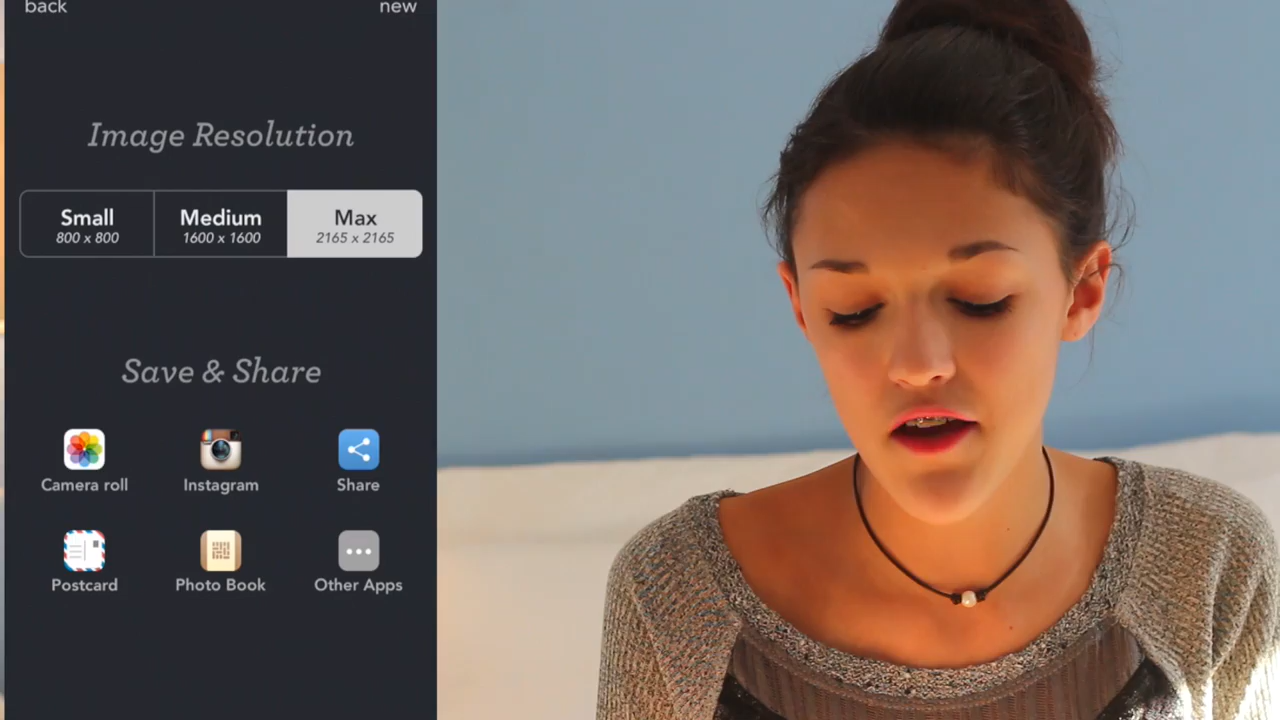 back
new
Image Resolution
Small
Medium
Max
800 x 800
1600 x 1600
2165 x 2165
Save & Share
Camera roll
Instagram
Share
Postcard
Photo Book
Other Apps